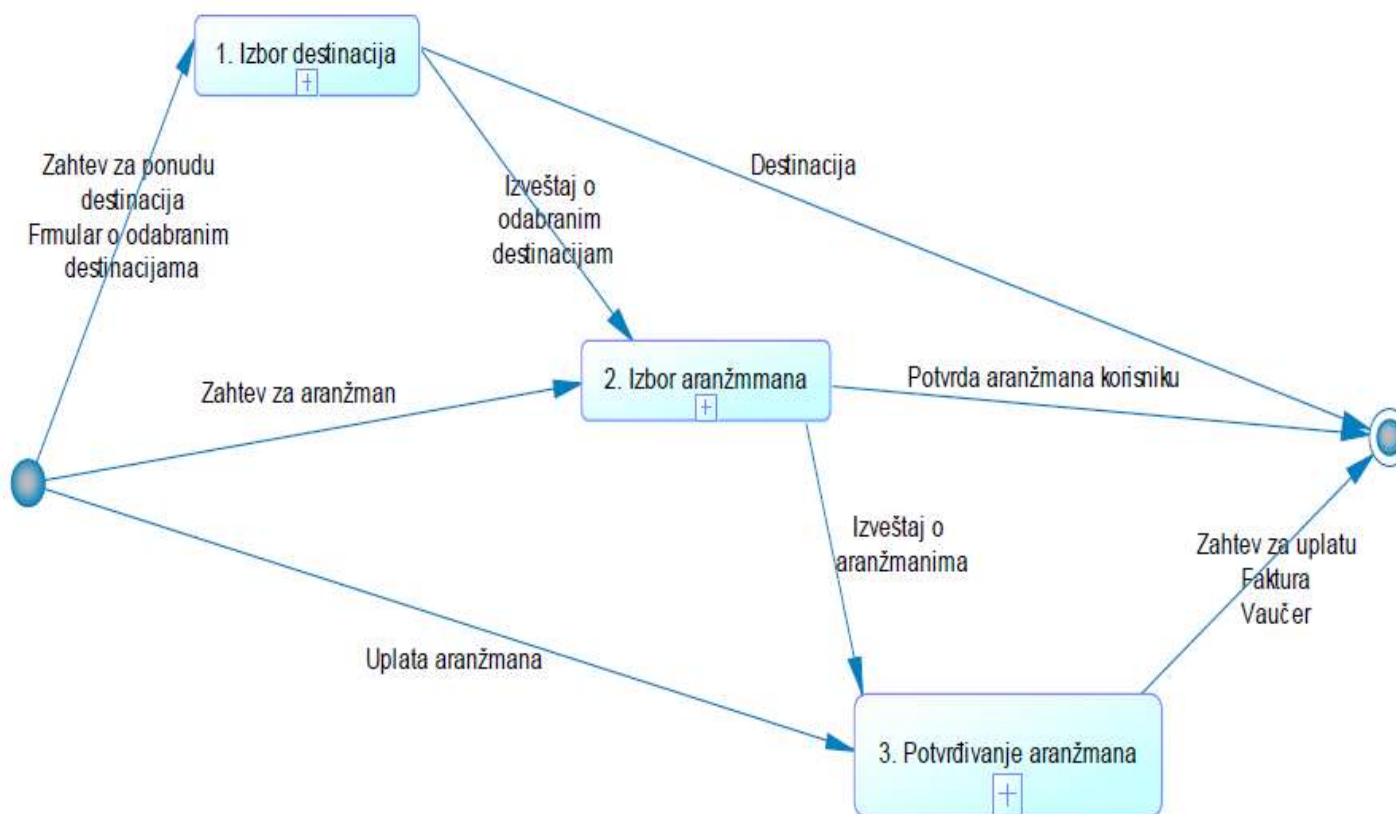 1. Izbor destinacija
Zahtev za ponudu
destinacija
Frmular o odabranim
destinacijama
Izveštaj o
odabranim
destinacijam
Destinacija
2. Izbor aranžmmana
Zahtev za aranžman
Potvrda aranžmana korisniku
Izveštaj o
aranžmanima
Zahtev za uplatu
Faktura
Vaučer
Uplata aranžmana
3. Potvrđivanje aranžmana